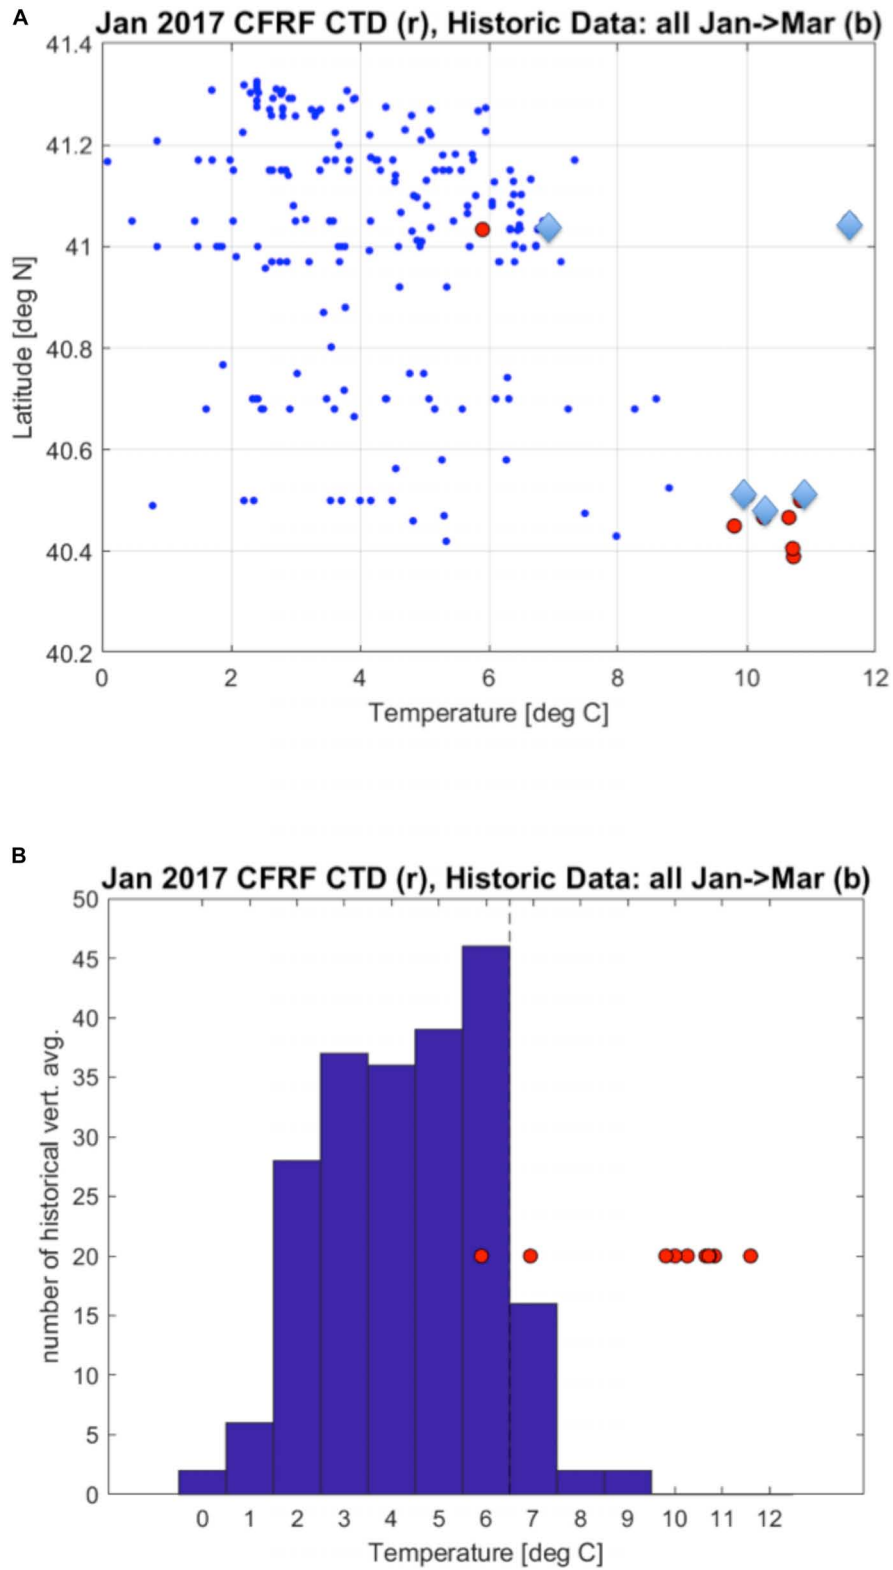 A
Jan 2017 CFRF CTD (r), Historic Data: all Jan->Mar (b)
41.4
41.2
41
40.8
40.6
40.4
40.2
Latitude [deg N]
0 2 4 6 8 10 12
Temperature [deg C]
B
Jan 2017 CFRF CTD (r), Historic Data: all Jan->Mar (b)
50
45
40
35
30
25
20
15
10
5
0
number of historical vert. avg.
0 1 2 3 4 5 6 7 8 9 10 11 12
Temperature [deg C]